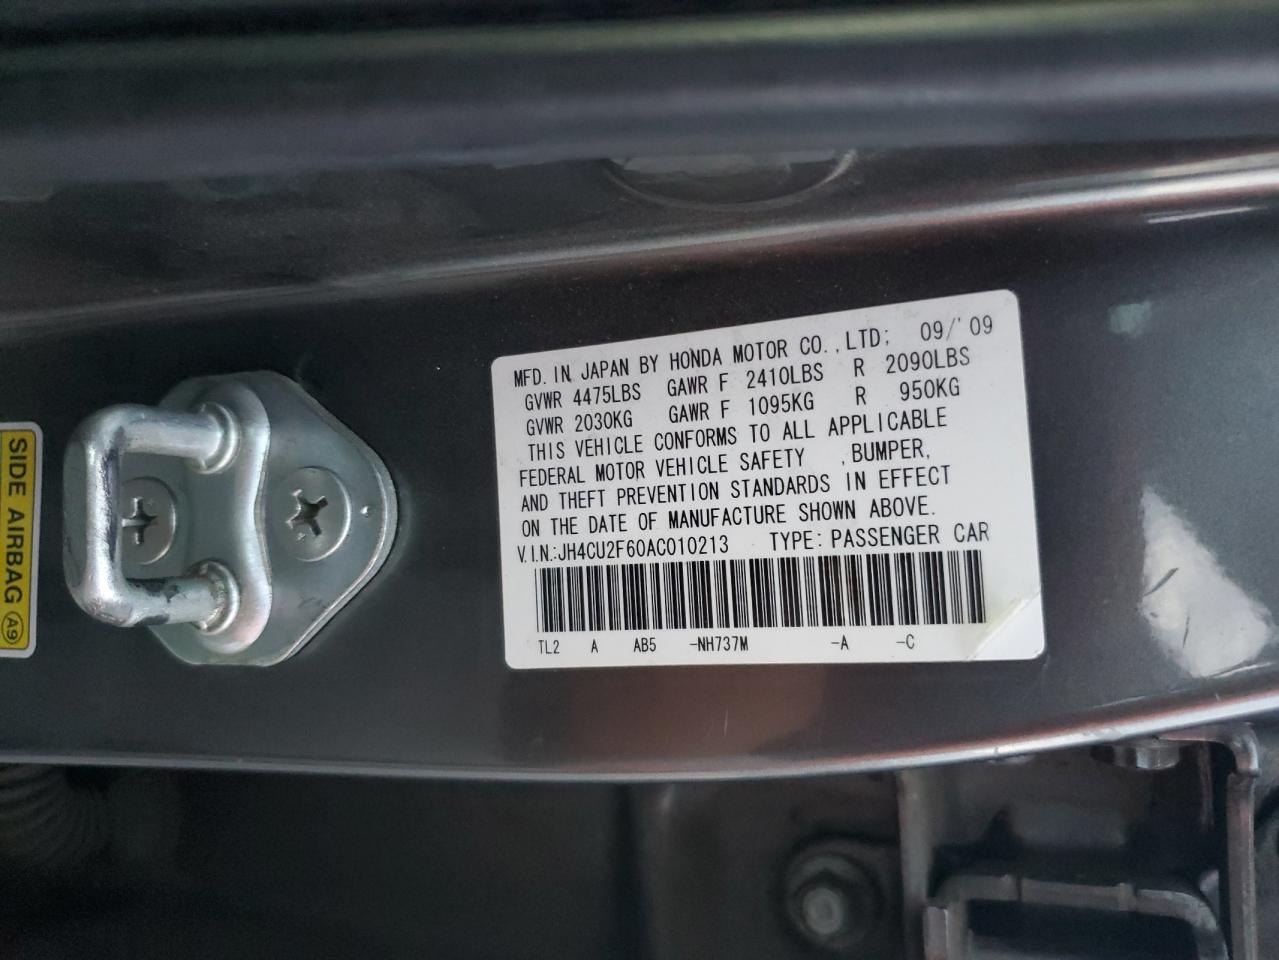 MFD. IN JAPAN BY HONDA MOTOR CO., LTD; 09/'09
GVWR 4475LBS GAWR F 2410LBS R 2090LBS
GVWR 2030KG GAWR F 1095KG R 950KG
THIS VEHICLE CONFORMS TO ALL APPLICABLE
FEDERAL MOTOR VEHICLE SAFETY , BUMPER,
AND THEFT PREVENTION STANDARDS IN EFFECT
ON THE DATE OF MANUFACTURE SHOWN ABOVE.
V.I.N.:JH4CU2F60AC010213 TYPE: PASSENGER CAR
TL2 A AB5 -NH737M -A -C
SIDE AIRBAG A9